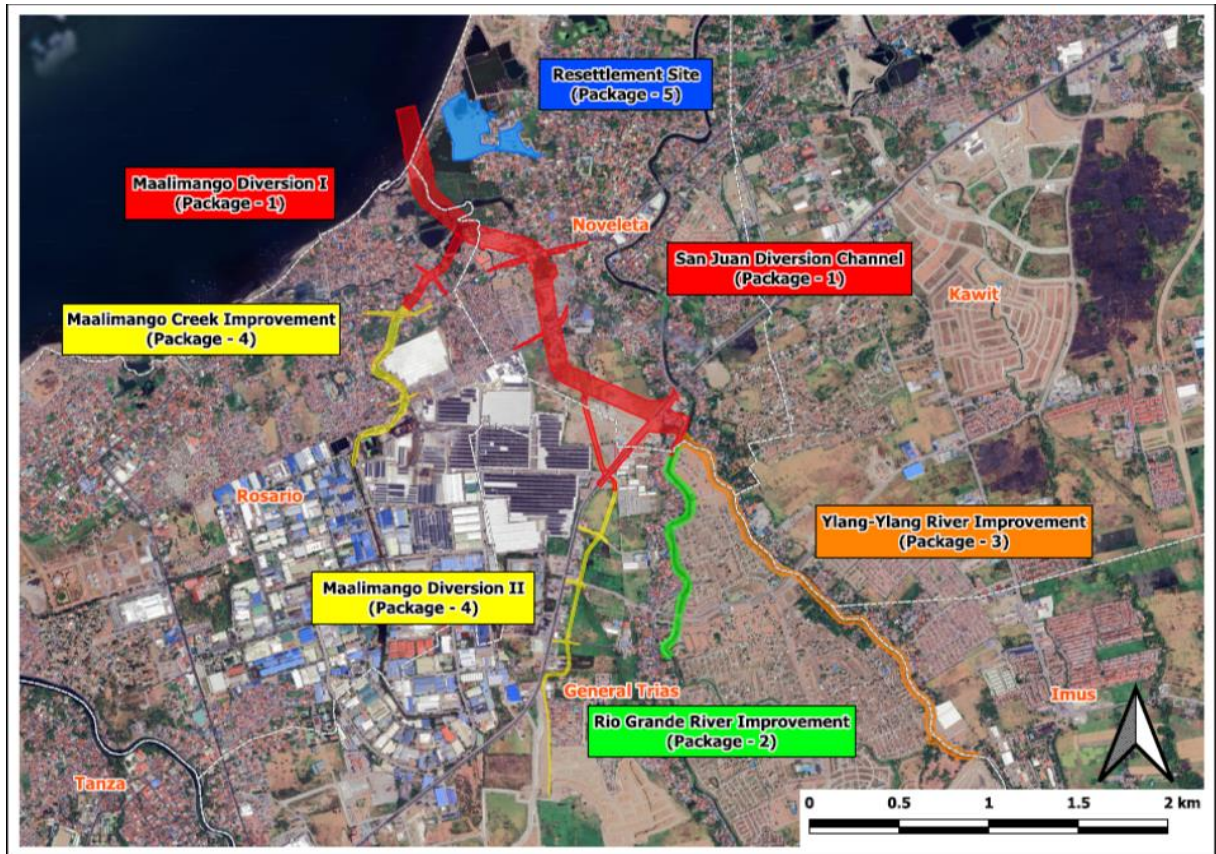 Resettlement Site
(Package - 5)
Maalimango Diversion I
(Package - 1)
Noveleta
San Juan Diversion Channel
(Package - 1)
Kawit
Maalimango Creek Improvement
(Package - 4)
Rosario
Ylang-Ylang River Improvement
(Package - 3)
Maalimango Diversion II
(Package - 4)
General Trias
Imus
Rio Grande River Improvement
(Package - 2)
Tanza
0 0.5 1 1.5 2 km